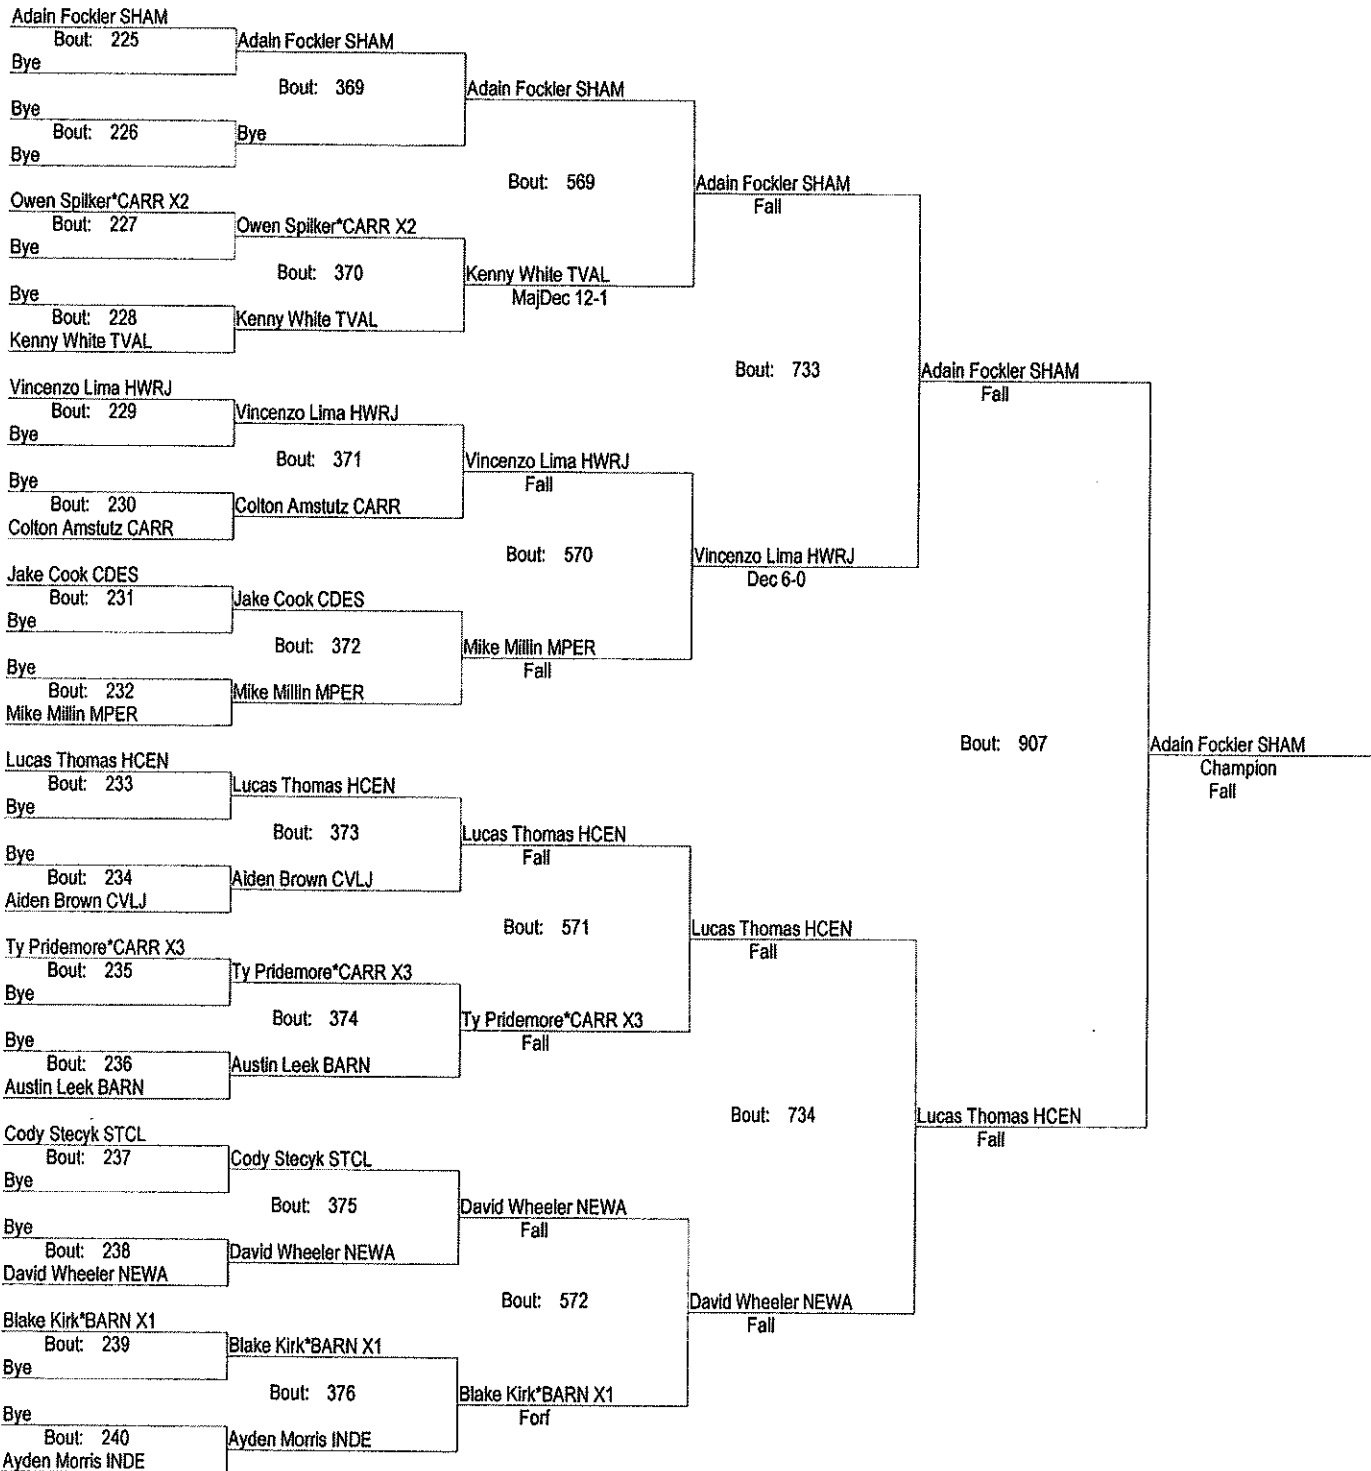 Adain Fockler SHAM
Bout: 225
Bye
Adain Fockler SHAM
Bout: 369
Bye
Bout: 226
Bye
Bye
Adain Fockler SHAM
Bout: 569
Owen Spilker*CARR X2
Bout: 227
Bye
Owen Spilker*CARR X2
Bout: 370
Bye
Bout: 228
Kenny White TVAL
Kenny White TVAL
Kenny White TVAL
MajDec 12-1
Adain Fockler SHAM
Fall
Bout: 733
Vincenzo Lima HWRJ
Bout: 229
Bye
Vincenzo Lima HWRJ
Bout: 371
Bye
Bout: 230
Colton Amstutz CARR
Colton Amstutz CARR
Vincenzo Lima HWRJ
Fall
Bout: 570
Jake Cook CDES
Bout: 231
Bye
Jake Cook CDES
Bout: 372
Bye
Bout: 232
Mike Millin MPER
Mike Millin MPER
Mike Millin MPER
Fall
Vincenzo Lima HWRJ
Dec 6-0
Adain Fockler SHAM
Fall
Bout: 907
Lucas Thomas HCEN
Bout: 233
Bye
Lucas Thomas HCEN
Bout: 373
Bye
Bout: 234
Aiden Brown CVLJ
Aiden Brown CVLJ
Lucas Thomas HCEN
Fall
Bout: 571
Ty Pridemore*CARR X3
Bout: 235
Bye
Ty Pridemore*CARR X3
Bout: 374
Bye
Bout: 236
Austin Leek BARN
Austin Leek BARN
Ty Pridemore*CARR X3
Fall
Lucas Thomas HCEN
Fall
Bout: 734
Cody Stecyk STCL
Bout: 237
Bye
Cody Stecyk STCL
Bout: 375
Bye
Bout: 238
David Wheeler NEWA
David Wheeler NEWA
David Wheeler NEWA
Fall
Bout: 572
Blake Kirk*BARN X1
Bout: 239
Bye
Blake Kirk*BARN X1
Bout: 376
Bye
Bout: 240
Ayden Morris INDE
Ayden Morris INDE
Blake Kirk*BARN X1
Forf
David Wheeler NEWA
Fall
Lucas Thomas HCEN
Fall
Adain Fockler SHAM
Champion
Fall